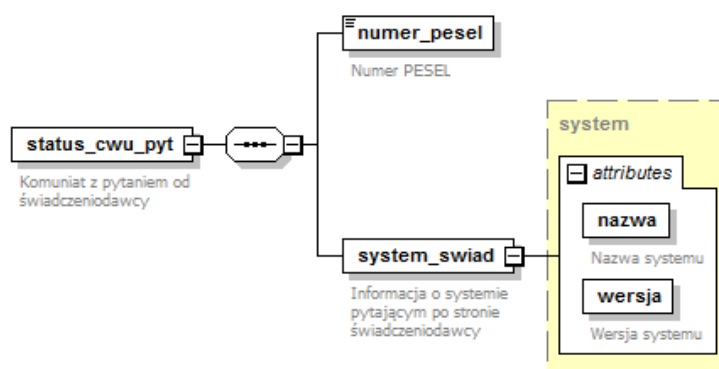 numer_pesel
Numer PESEL
status_cwu_pyt
Komuniat z pytaniem od
świadczeniodawcy
system
attributes
nazwa
Nazwa systemu
wersja
Wersja systemu
system_swiad
Informacja o systemie
pytającym po stronie
świadczeniodawcy